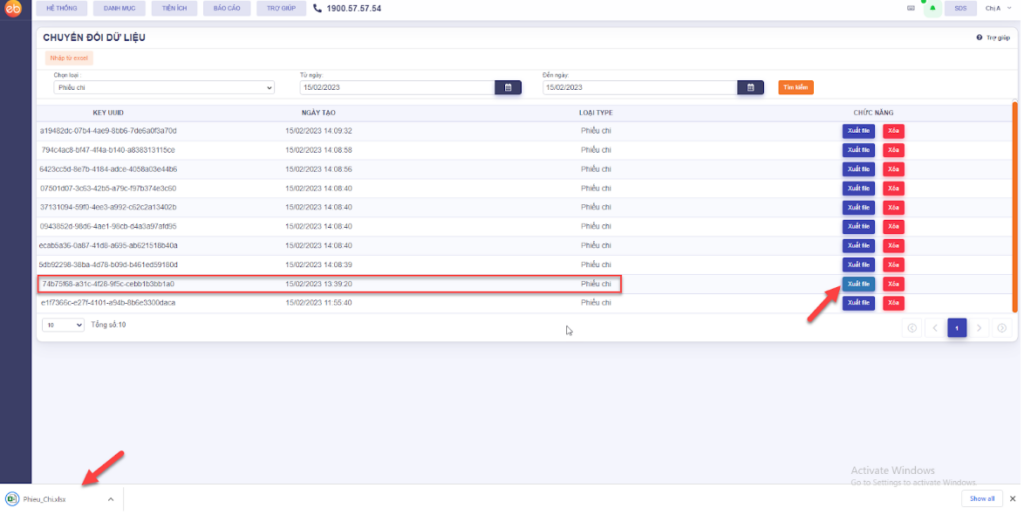 eb HỆ THỐNG DANH MỤC TIỆN ÍCH BÁO CÁO TRỢ GIÚP 1900.57.57.54 SDS Chị.A
CHUYỂN ĐỔI DỮ LIỆU Trợ giúp
Nhập từ excel
Chọn loại: Từ ngày: Đến ngày:
Phiếu chi 15/02/2023 15/02/2023 Tìm kiếm
KEY UUID NGÀY TẠO LOẠI TYPE CHỨC NĂNG
a19482dc-07b4-4ae9-8bb6-7de6a0f3a70d 15/02/2023 14:09:32 Phiếu chi Xuất file Xóa
794c4ac8-bf47-4f4a-b140-a838313115ce 15/02/2023 14:08:58 Phiếu chi Xuất file Xóa
6423cc5d-8e7b-4184-adce-4058a03e44b6 15/02/2023 14:08:56 Phiếu chi Xuất file Xóa
07501d07-3c63-42b5-a79c-f97b374e3c60 15/02/2023 14:08:40 Phiếu chi Xuất file Xóa
37131094-59f0-4ee3-a992-c62c2a13402b 15/02/2023 14:08:40 Phiếu chi Xuất file Xóa
0943852d-98d6-4ae1-96cb-d4a3a97afd95 15/02/2023 14:08:40 Phiếu chi Xuất file Xóa
ecab5a36-0a87-41d8-a695-ab621518b40a 15/02/2023 14:08:40 Phiếu chi Xuất file Xóa
5db92298-38ba-4d78-b09d-b461ed59180d 15/02/2023 14:08:39 Phiếu chi Xuất file Xóa
74b75f68-a31c-4f28-9f5c-cebb1b3bb1a0 15/02/2023 13:39:20 Phiếu chi Xuất file Xóa
e1f7366c-e27f-4101-a94b-8b6e3300daca 15/02/2023 11:55:40 Phiếu chi Xuất file Xóa
10 Tổng số:10 1
Activate Windows
Go to Settings to activate Windows.
Phieu_Chi.xlsx Show all